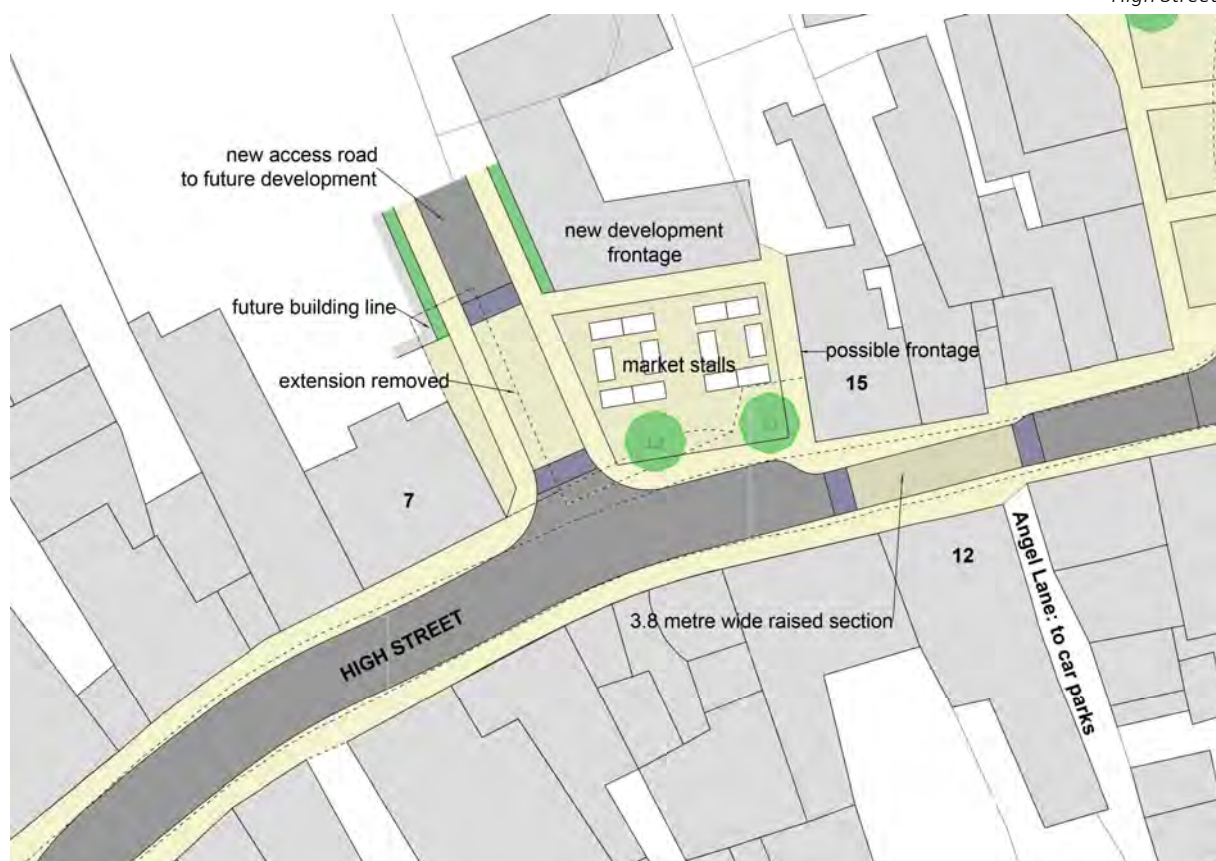 High Street
new access road
to future development
new development
frontage
future building line
market stalls
possible frontage
extension removed
15
7
12
Angel Lane: to car parks
3.8 metre wide raised section
HIGH STREET